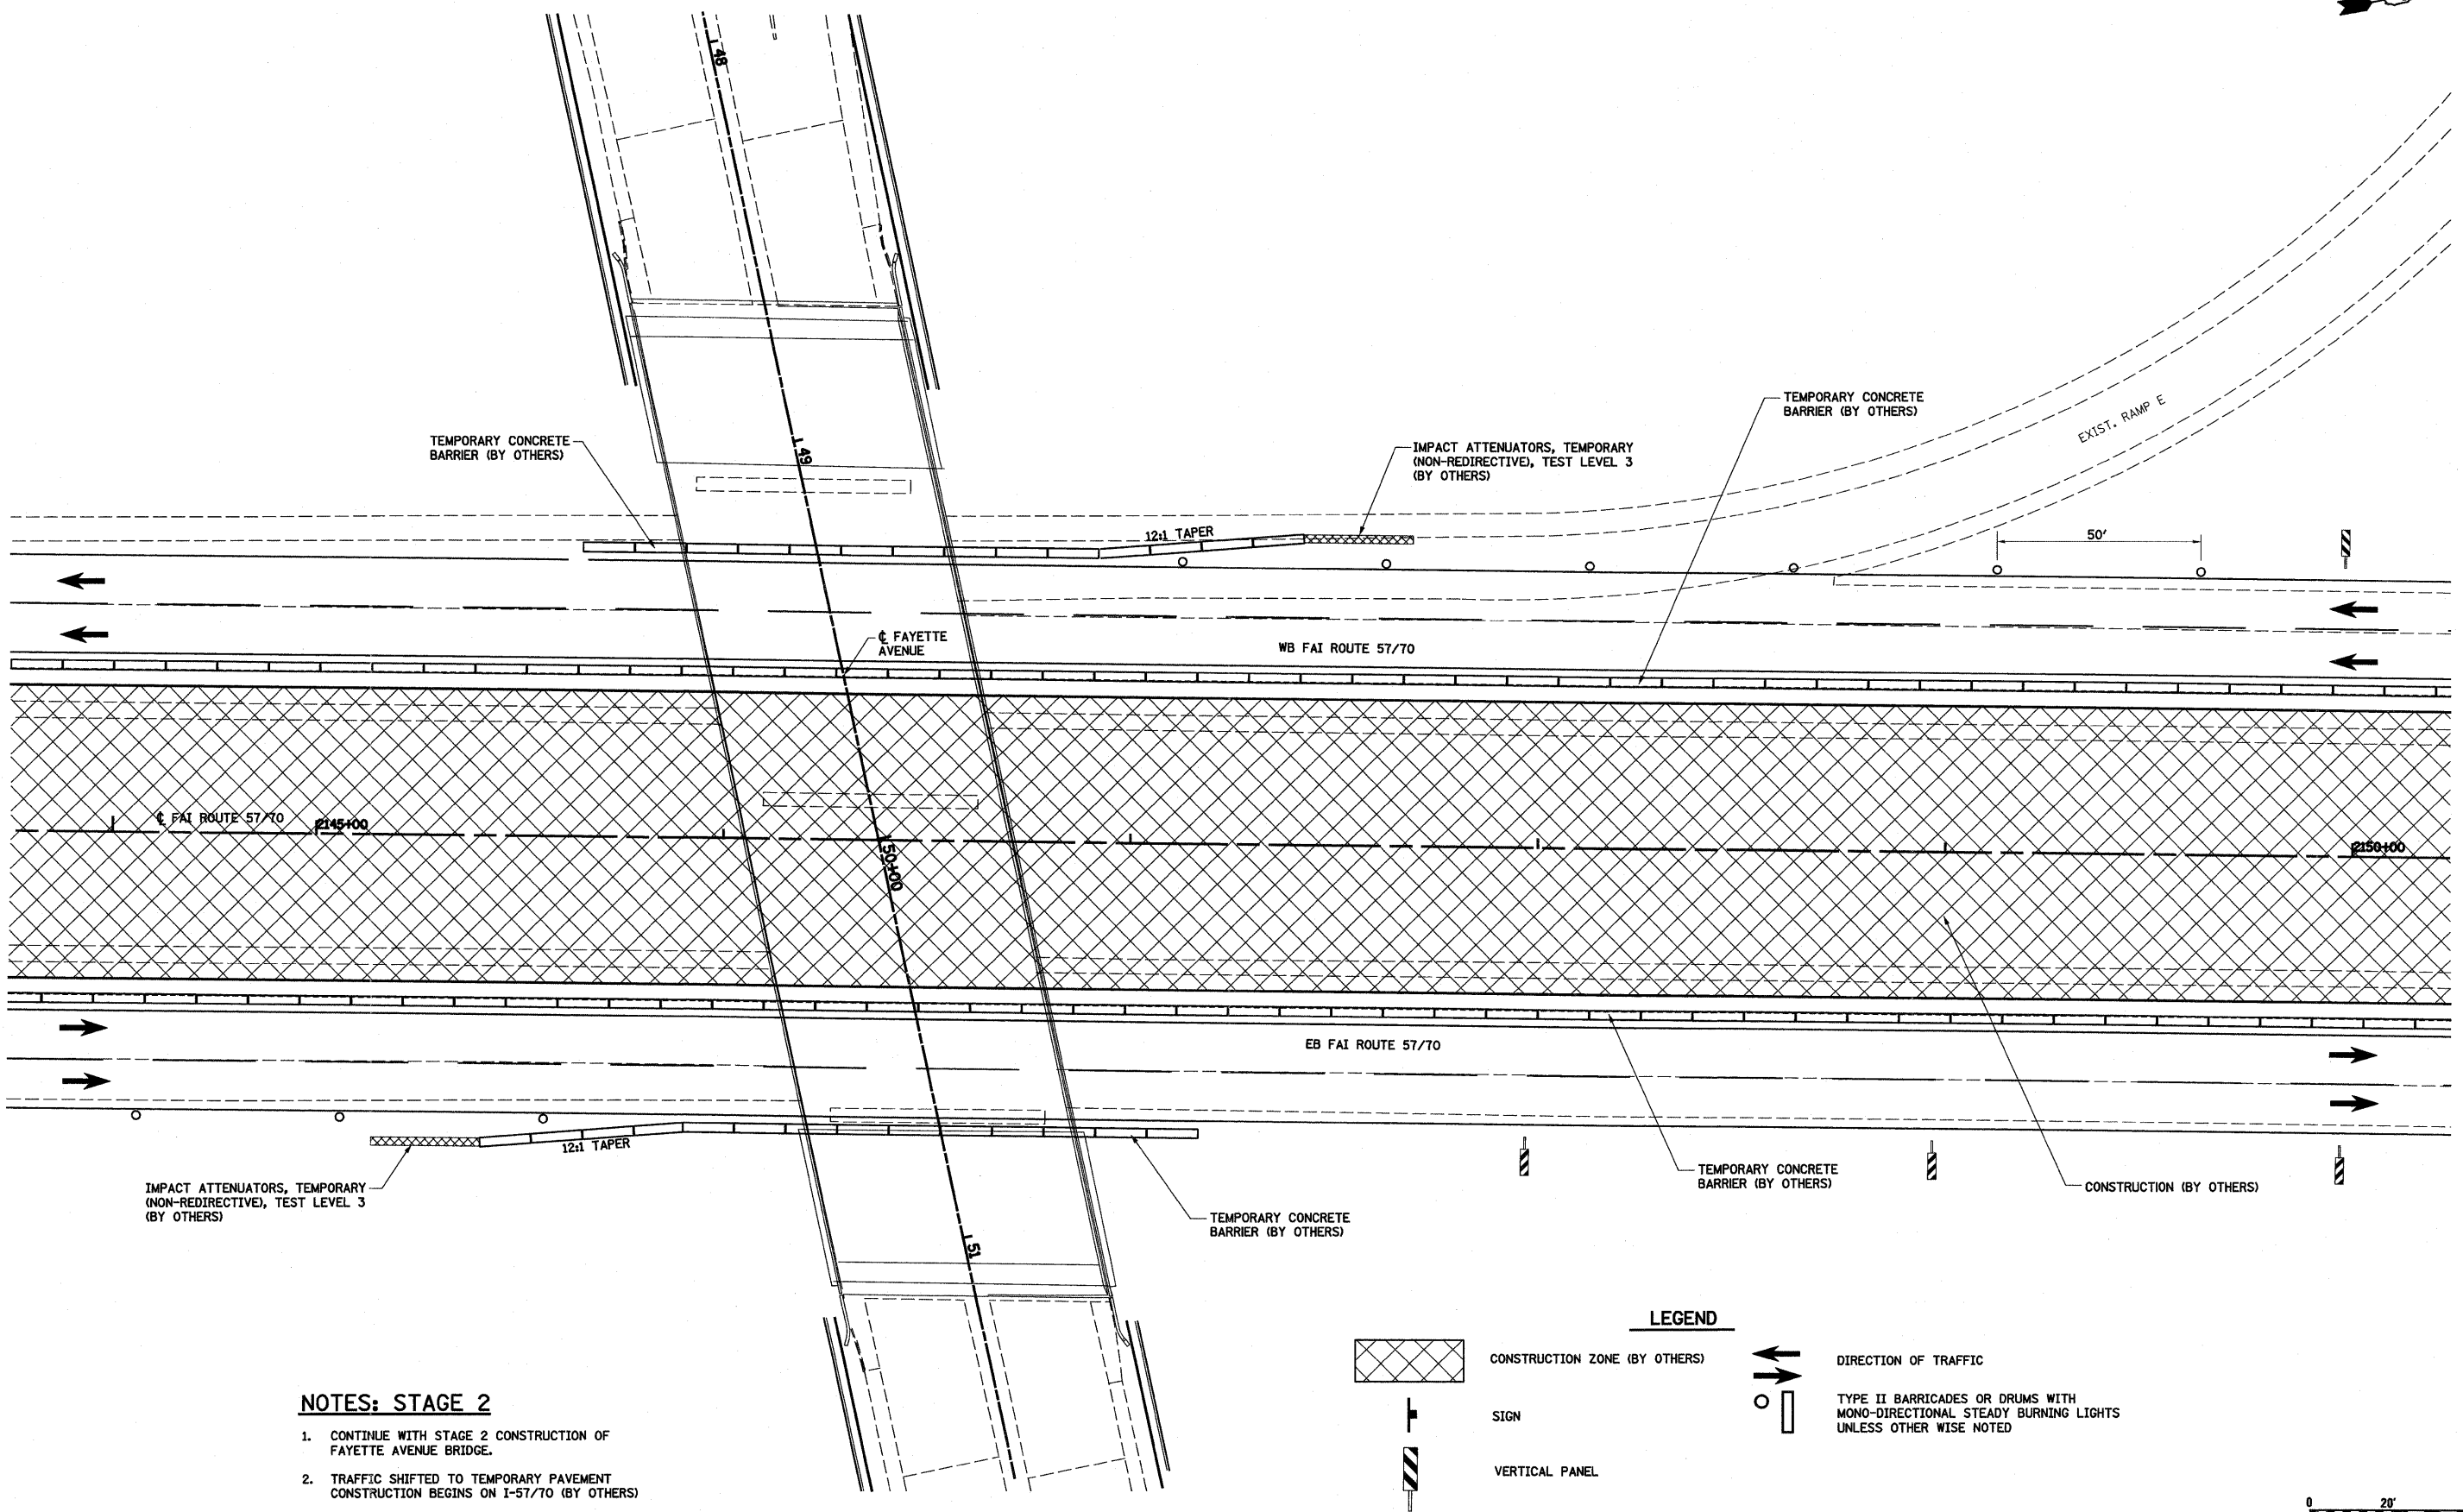 48
TEMPORARY CONCRETE
BARRIER (BY OTHERS)
49
TEMPORARY CONCRETE
BARRIER (BY OTHERS)
IMPACT ATTENUATORS, TEMPORARY
(NON-REDIRECTIVE), TEST LEVEL 3
(BY OTHERS)
EXIST. RAMP E
12:1 TAPER
50'
℄ FAYETTE
AVENUE
WB FAI ROUTE 57/70
℄ FAI ROUTE 57/70
2145+00
50+00
2150+00
EB FAI ROUTE 57/70
12:1 TAPER
IMPACT ATTENUATORS, TEMPORARY
(NON-REDIRECTIVE), TEST LEVEL 3
(BY OTHERS)
TEMPORARY CONCRETE
BARRIER (BY OTHERS)
TEMPORARY CONCRETE
BARRIER (BY OTHERS)
CONSTRUCTION (BY OTHERS)
51
LEGEND
CONSTRUCTION ZONE (BY OTHERS)
DIRECTION OF TRAFFIC
SIGN
TYPE II BARRICADES OR DRUMS WITH
MONO-DIRECTIONAL STEADY BURNING LIGHTS
UNLESS OTHER WISE NOTED
VERTICAL PANEL
NOTES: STAGE 2
1. CONTINUE WITH STAGE 2 CONSTRUCTION OF
FAYETTE AVENUE BRIDGE.
2. TRAFFIC SHIFTED TO TEMPORARY PAVEMENT
CONSTRUCTION BEGINS ON I-57/70 (BY OTHERS)
0 20'